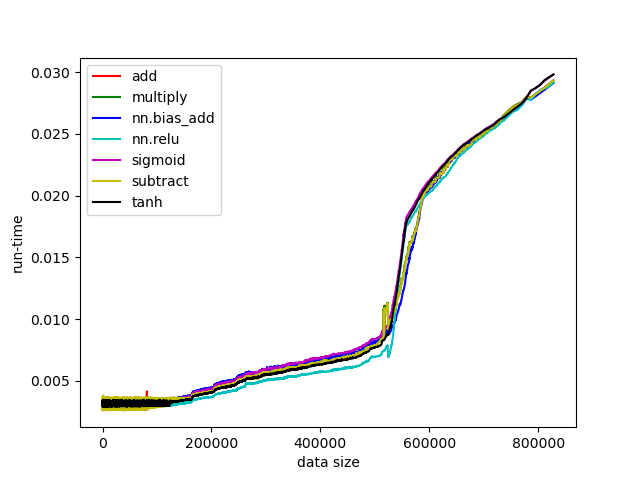 0.030
0.025
0.020
0.015
0.010
0.005
run-time
add
multiply
nn.bias_add
nn.relu
sigmoid
subtract
tanh
0
200000
400000
600000
800000
data size